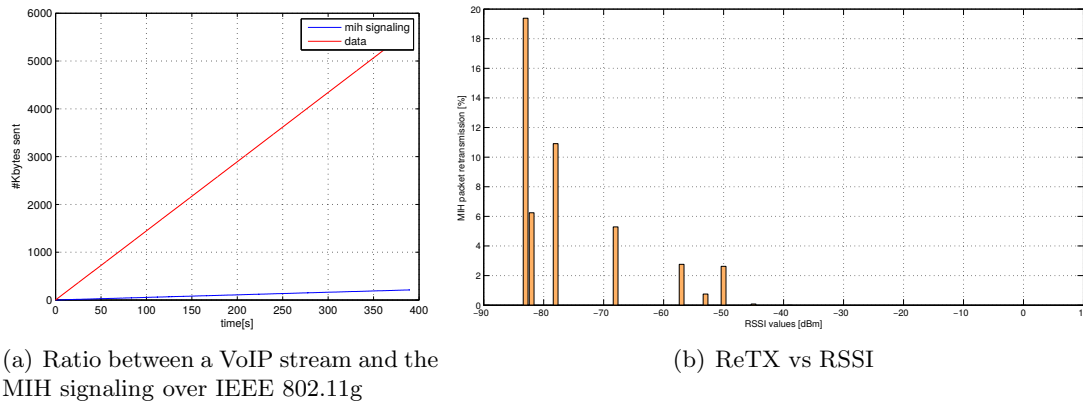 6000
5000
4000
3000
2000
1000
0
#Kbytes sent
mih signaling
data
0 50 100 150 200 250 300 350 400
time[s]
(a) Ratio between a VoIP stream and the
MIH signaling over IEEE 802.11g
20
18
16
14
12
10
8
6
4
2
0
MIH packet retransmission [%]
−90 −80 −70 −60 −50 −40 −30 −20 −10 0 1
RSSI values [dBm]
(b) ReTX vs RSSI